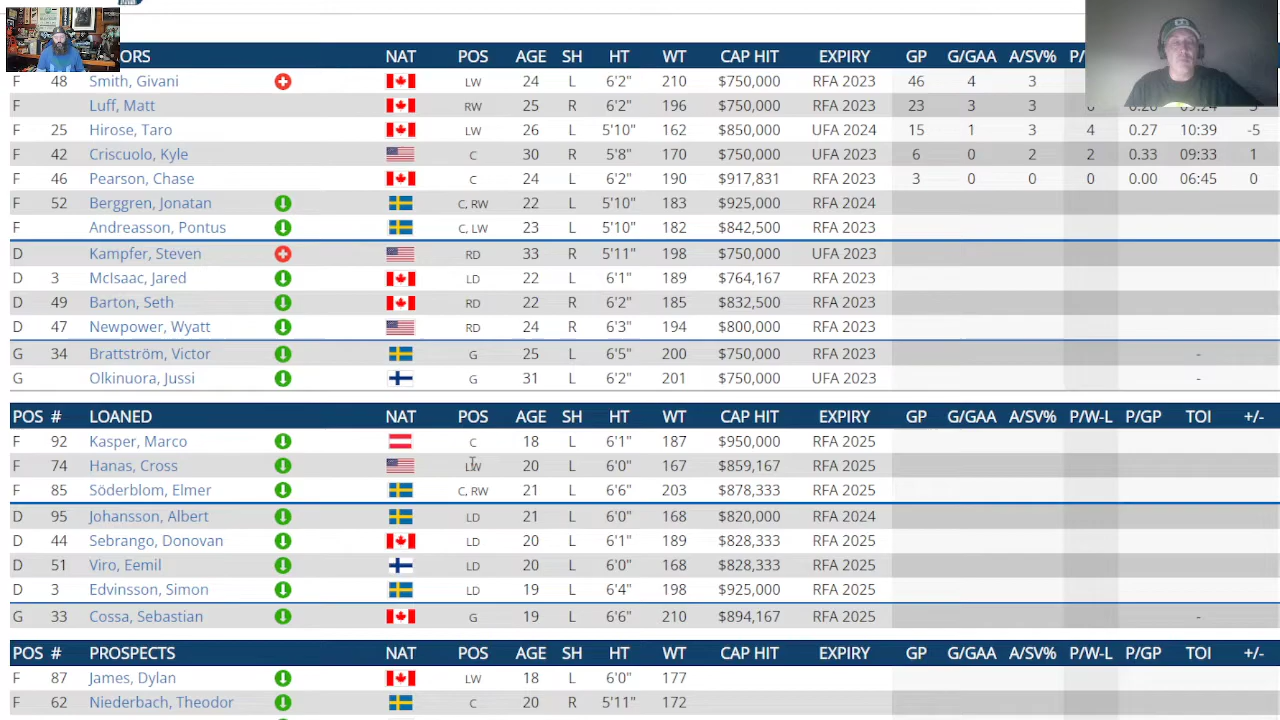 ORS NAT POS AGE SH HT WT CAP HIT EXPIRY GP G/GAA A/SV% P/
F 48 Smith, Givani LW 24 L 6'2" 210 $750,000 RFA 2023 46 4 3
F Luff, Matt RW 25 R 6'2" 196 $750,000 RFA 2023 23 3 3
F 25 Hirose, Taro LW 26 L 5'10" 162 $850,000 UFA 2024 15 1 3 4 0.27 10:39 -5
F 42 Criscuolo, Kyle C 30 R 5'8" 170 $750,000 UFA 2023 6 0 2 2 0.33 09:33 1
F 46 Pearson, Chase C 24 L 6'2" 190 $917,831 RFA 2023 3 0 0 0 0.00 06:45 0
F 52 Berggren, Jonatan C, RW 22 L 5'10" 183 $925,000 RFA 2024
F Andreasson, Pontus C, LW 23 L 5'10" 182 $842,500 RFA 2023
D Kampfer, Steven RD 33 R 5'11" 198 $750,000 UFA 2023
D 3 McIsaac, Jared LD 22 L 6'1" 189 $764,167 RFA 2023
D 49 Barton, Seth RD 22 R 6'2" 185 $832,500 RFA 2023
D 47 Newpower, Wyatt RD 24 R 6'3" 194 $800,000 RFA 2023
G 34 Brattström, Victor G 25 L 6'5" 200 $750,000 RFA 2023 -
G Olkinuora, Jussi G 31 L 6'2" 201 $750,000 UFA 2023 -
POS # LOANED NAT POS AGE SH HT WT CAP HIT EXPIRY GP G/GAA A/SV% P/W-L P/GP TOI +/-
F 92 Kasper, Marco C 18 L 6'1" 187 $950,000 RFA 2025
F 74 Hanas, Cross LW 20 L 6'0" 167 $859,167 RFA 2025
F 85 Söderblom, Elmer C, RW 21 L 6'6" 203 $878,333 RFA 2025
D 95 Johansson, Albert LD 21 L 6'0" 168 $820,000 RFA 2024
D 44 Sebrango, Donovan LD 20 L 6'1" 189 $828,333 RFA 2025
D 51 Viro, Eemil LD 20 L 6'0" 168 $828,333 RFA 2025
D 3 Edvinsson, Simon LD 19 L 6'4" 198 $925,000 RFA 2025
G 33 Cossa, Sebastian G 19 L 6'6" 210 $894,167 RFA 2025 -
POS # PROSPECTS NAT POS AGE SH HT WT CAP HIT EXPIRY GP G/GAA A/SV% P/W-L P/GP TOI +/-
F 87 James, Dylan LW 18 L 6'0" 177
F 62 Niederbach, Theodor C 20 R 5'11" 172